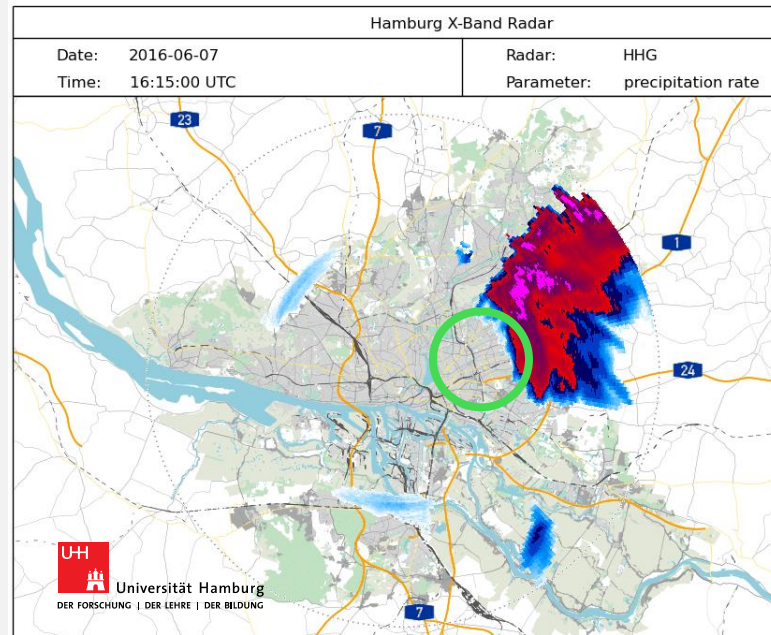 Hamburg X-Band Radar
Date: 2016-06-07
Radar: HHG
Time: 16:15:00 UTC
Parameter: precipitation rate
23
7
1
24
UHH
Universität Hamburg
DER FORSCHUNG | DER LEHRE | DER BILDUNG
7